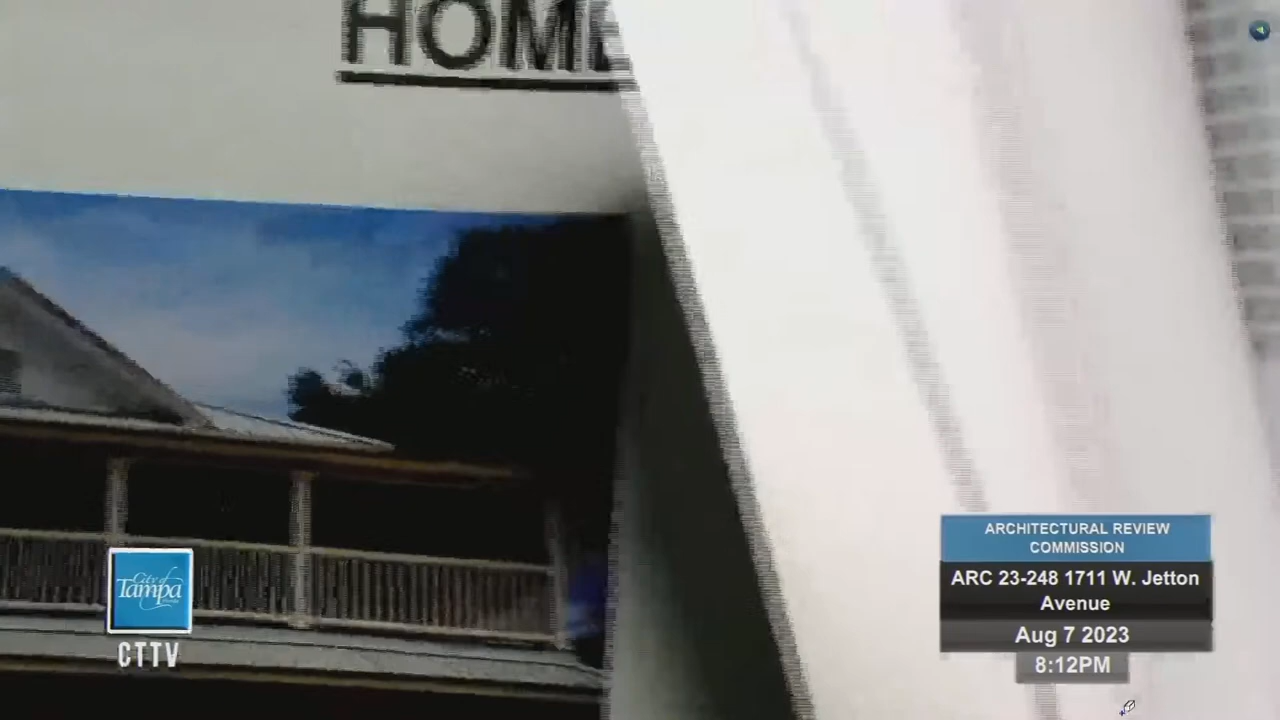 HOME
ARCHITECTURAL REVIEW
COMMISSION
ARC 23-248 1711 W. Jetton
Avenue
Aug 7 2023
8:12PM
City of
Tampa
CTTV